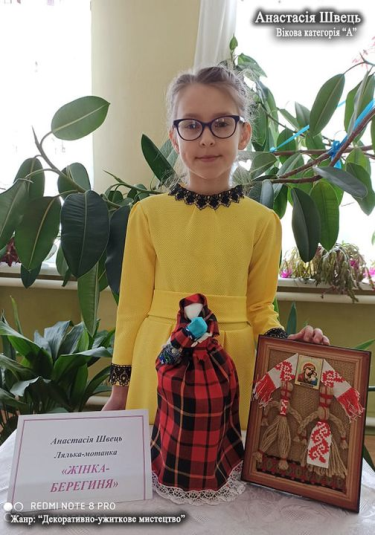 Анастасія Швець
Вікова категорія "А"
Анастасія Швець
Лялька-мотанка
«ЖІНКА-
БЕРЕГИНЯ»
REDMI NOTE 8 PRO
Жанр: "Декоративно-ужиткове мистецтво"